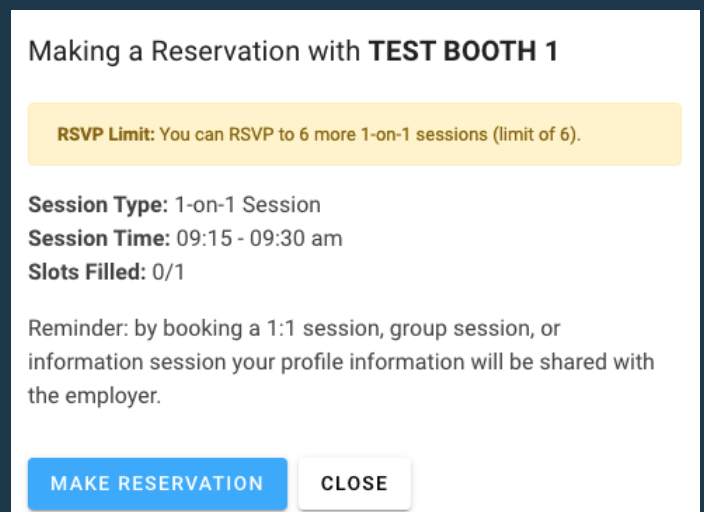 Making a Reservation with TEST BOOTH 1
RSVP Limit: You can RSVP to 6 more 1-on-1 sessions (limit of 6).
Session Type: 1-on-1 Session
Session Time: 09:15 - 09:30 am
Slots Filled: 0/1
Reminder: by booking a 1:1 session, group session, or
information session your profile information will be shared with
the employer.
MAKE RESERVATION CLOSE